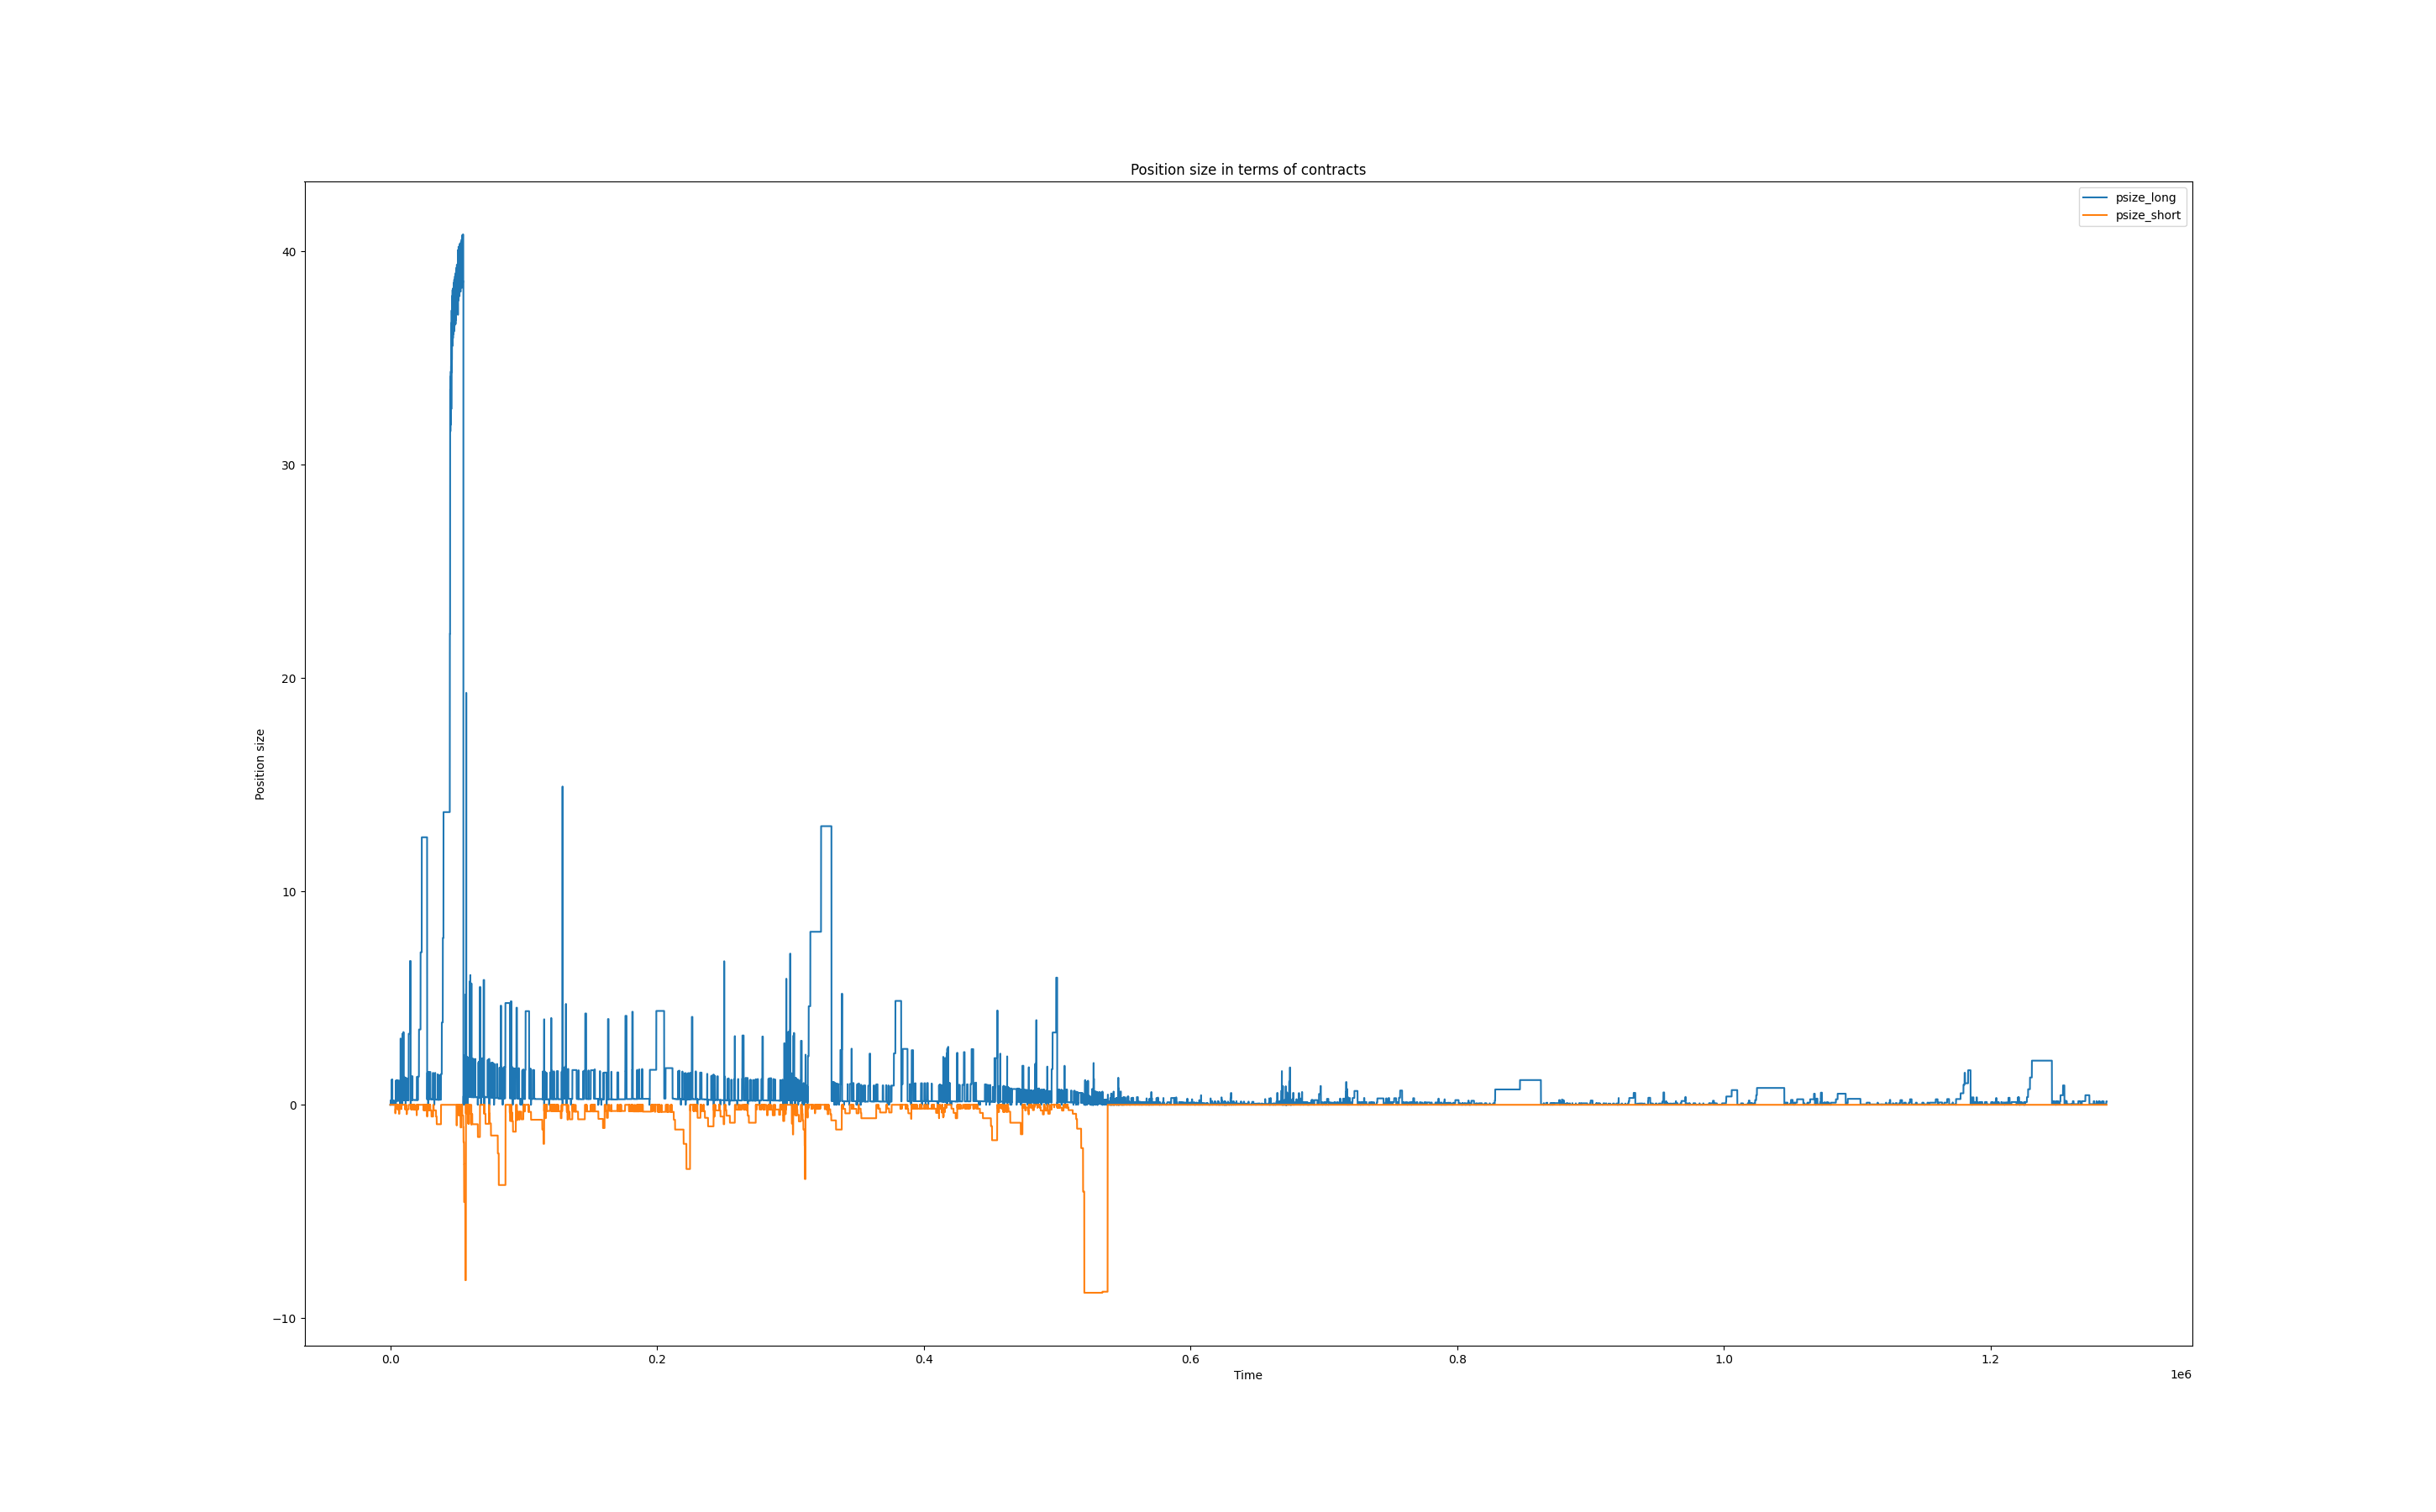 Position size in terms of contracts
psize_long
psize_short
40
30
20
10
0
−10
Position size
0.0
0.2
0.4
0.6
0.8
1.0
1.2
Time
1e6